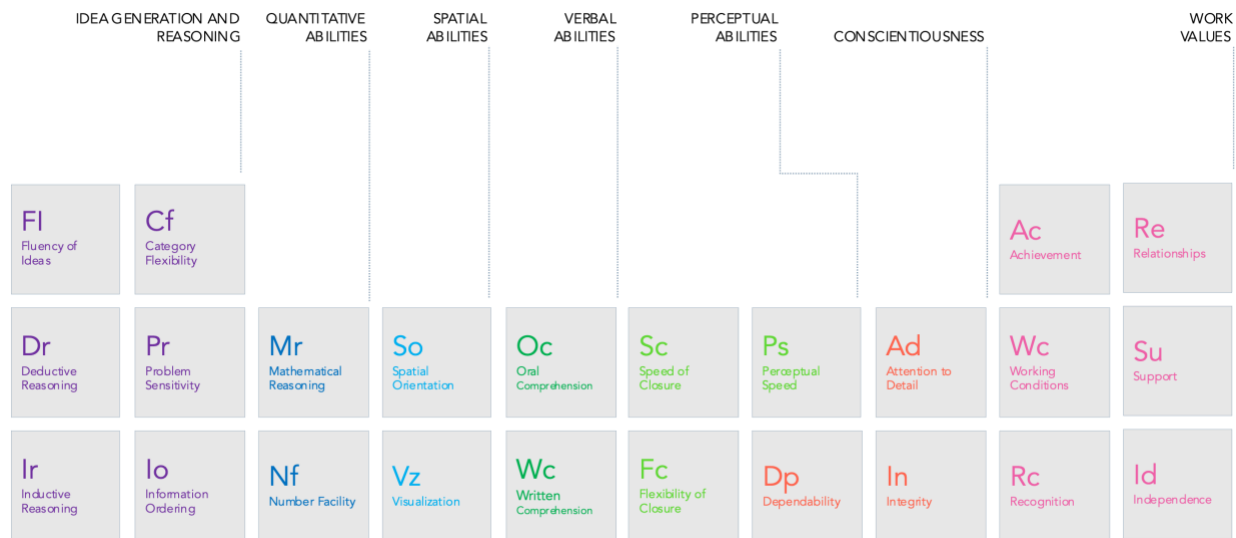 IDEA GENERATION AND
REASONING
QUANTITATIVE
ABILITIES
SPATIAL
ABILITIES
VERBAL
ABILITIES
PERCEPTUAL
ABILITIES
CONSCIENTIOUSNESS
WORK
VALUES
Fl
Fluency of
Ideas
Cf
Category
Flexibility
Ac
Achievement
Re
Relationships
Dr
Deductive
Reasoning
Pr
Problem
Sensitivity
Mr
Mathematical
Reasoning
So
Spatial
Orientation
Oc
Oral
Comprehension
Sc
Speed of
Closure
Ps
Perceptual
Speed
Ad
Attention to
Detail
Wc
Working
Conditions
Su
Support
Ir
Inductive
Reasoning
Io
Information
Ordering
Nf
Number Facility
Vz
Visualization
Wc
Written
Comprehension
Fc
Flexibility of
Closure
Dp
Dependability
In
Integrity
Rc
Recognition
Id
Independence